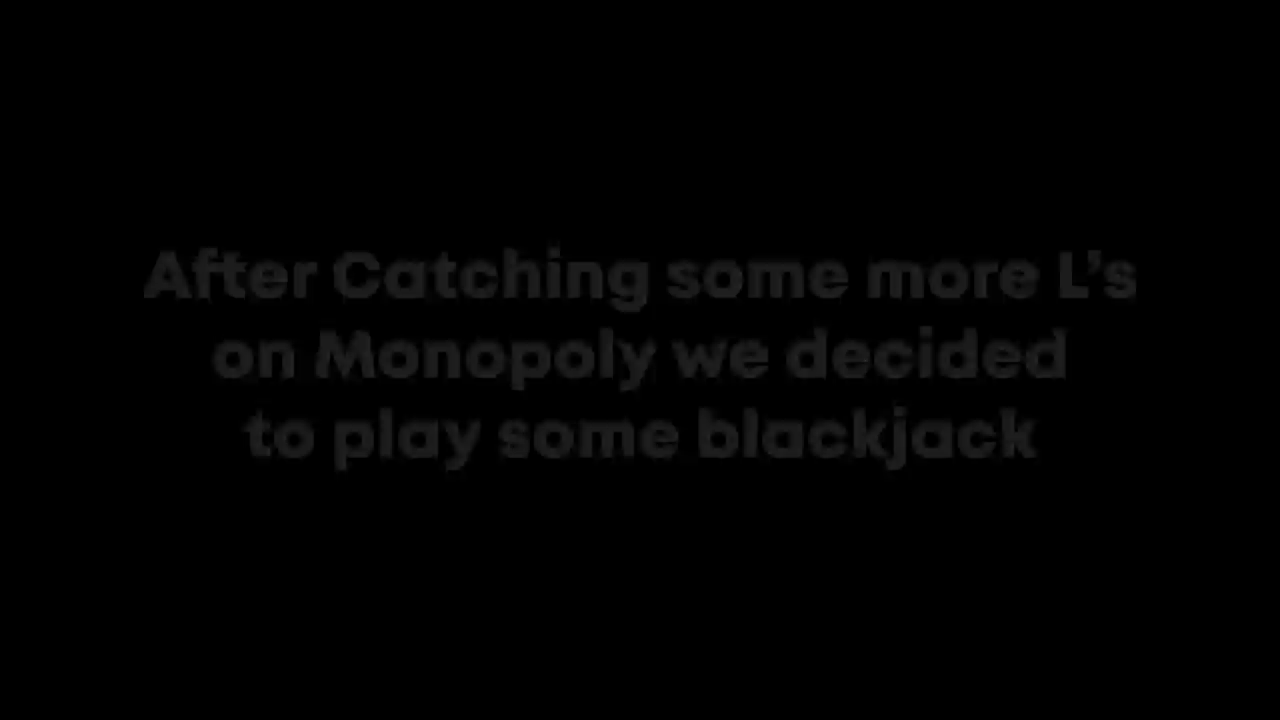 After Catching some more L’s
on Monopoly we decided
to play some blackjack